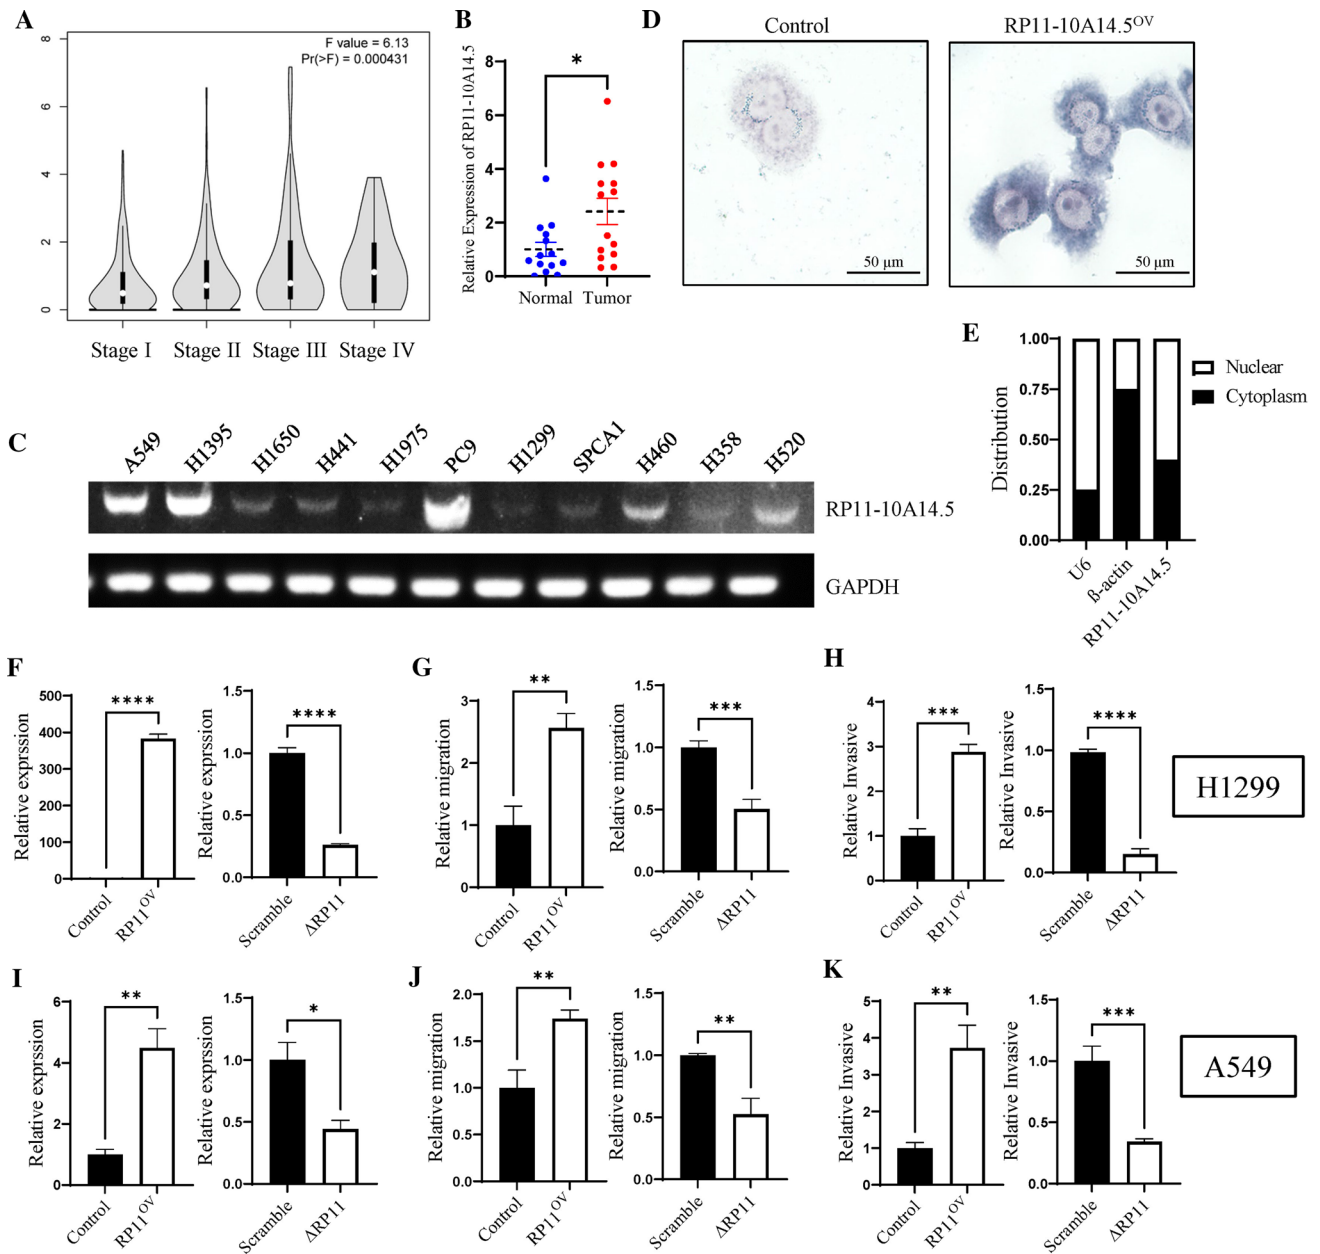 A
F value = 6.13
Pr(>F) = 0.000431
8
6
4
2
0
Stage I
Stage II
Stage III
Stage IV
B
Relative Expression of RP11-10A14.5
8
6
4
2
0
*
Normal
Tumor
D
Control
RP11-10A14.5OV
50 μm
50 μm
E
Distribution
1.00
0.75
0.50
0.25
0.00
U6
ß-actin
RP11-10A14.5
Nuclear
Cytoplasm
C
A549
H1395
H1650
H441
H1975
PC9
H1299
SPCA1
H460
H358
H520
RP11-10A14.5
GAPDH
F
Relative exprssion
500
400
300
200
100
0
****
Control
RP11OV
Relative exprssion
1.5
1.0
0.5
0.0
****
Scramble
ΔRP11
G
Relative migration
3
2
1
0
**
Control
RP11OV
Relative migration
1.5
1.0
0.5
0.0
***
Scramble
ΔRP11
H
Relative Invasive
4
3
2
1
0
***
Control
RP11OV
Relative Invasive
1.5
1.0
0.5
0.0
****
Scramble
ΔRP11
H1299
I
Relative exprssion
6
4
2
0
**
Control
RP11OV
Relative exprssion
1.5
1.0
0.5
0.0
*
Scramble
ΔRP11
J
Relative migration
2.0
1.5
1.0
0.5
0.0
**
Control
RP11OV
Relative migration
1.5
1.0
0.5
0.0
**
Scramble
ΔRP11
K
Relative Invasive
5
4
3
2
1
0
**
Control
RP11OV
Relative Invasive
1.5
1.0
0.5
0.0
***
Scramble
ΔRP11
A549